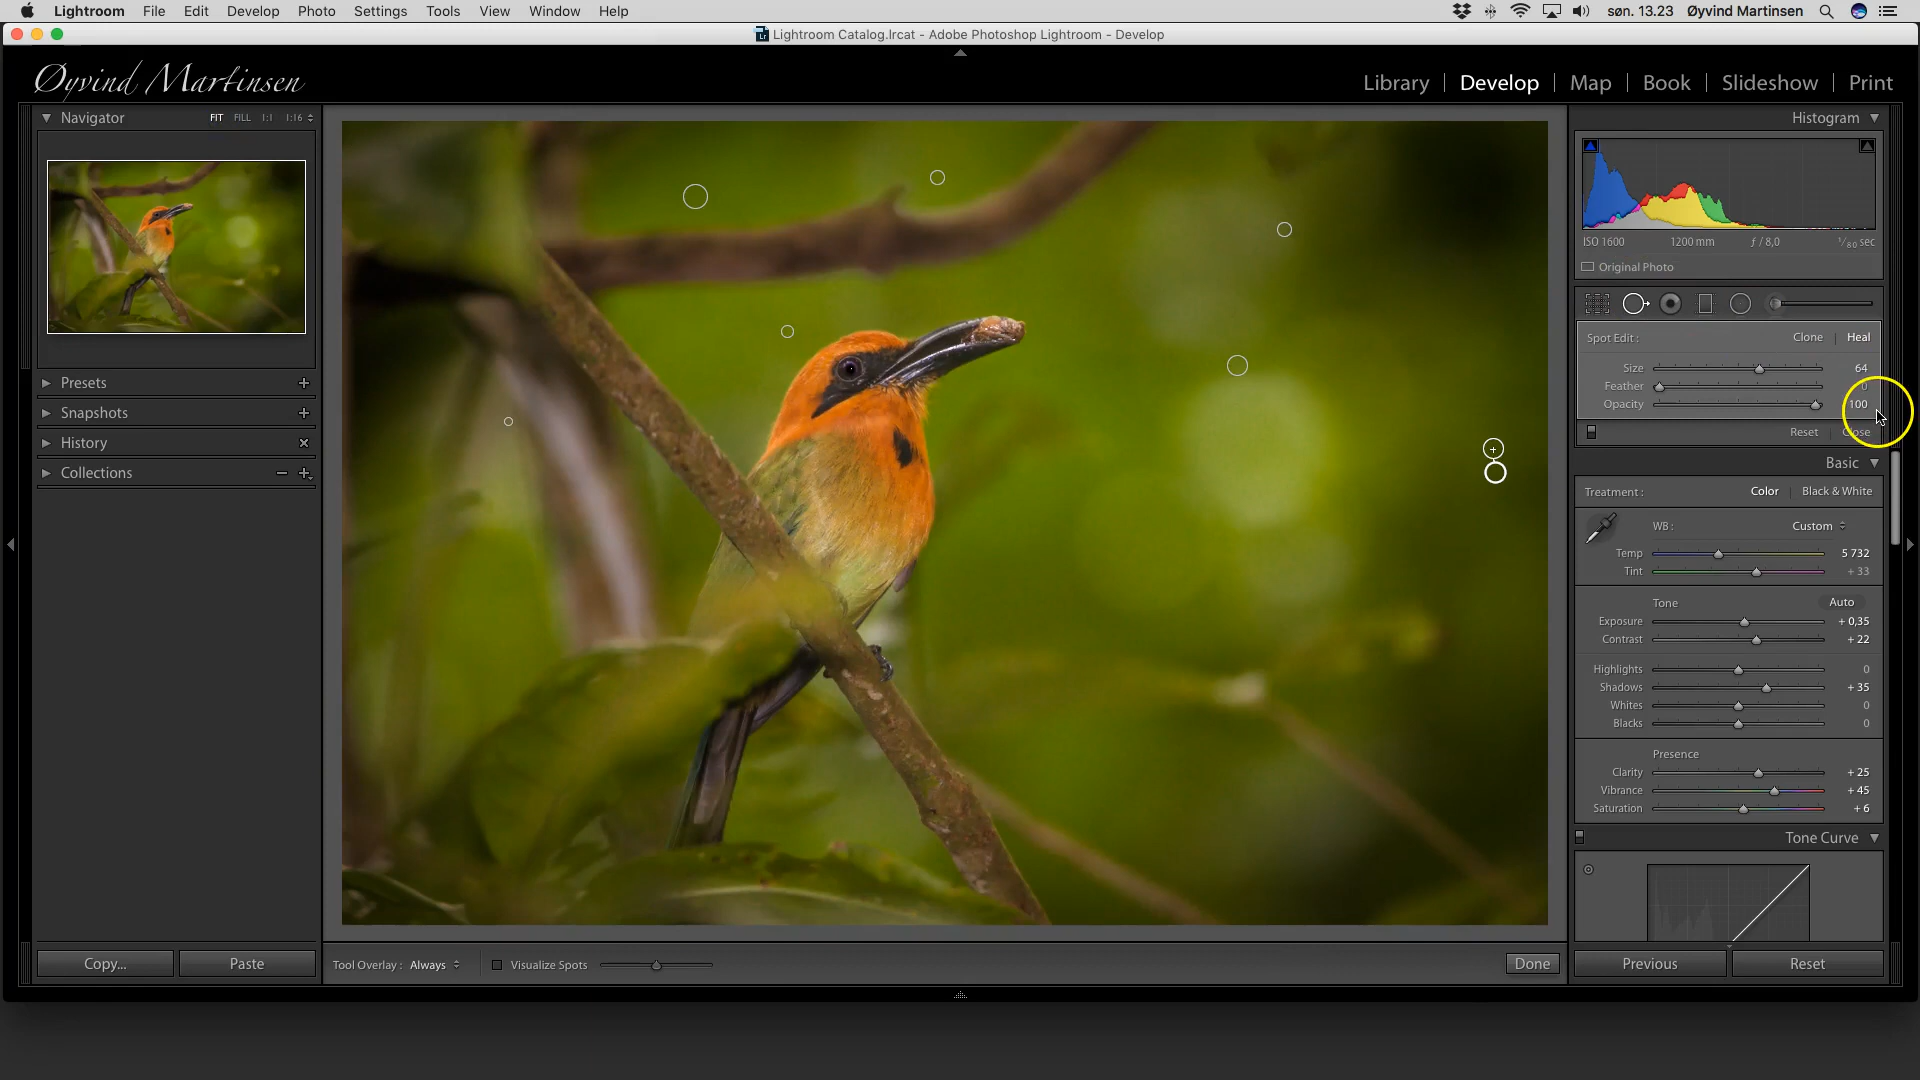 Lightroom File Edit Develop Photo Settings Tools View Window Help søn. 13.23 Øyvind Martinsen
Lightroom Catalog.lrcat - Adobe Photoshop Lightroom - Develop
Øyvind Martinsen
Library | Develop | Map | Book | Slideshow | Print
Navigator FIT FILL 1:1 1:16
Presets
Snapshots
History
Collections
Copy... Paste
Tool Overlay : Always Visualize Spots Done
Histogram
ISO 1600 1200 mm ƒ / 8,0 1/80 sec
Original Photo
Spot Edit : Clone | Heal
Size 64
Feather 0
Opacity 100
Reset | Close
Basic
Treatment : Color | Black & White
WB : Custom
Temp 5 732
Tint + 33
Tone Auto
Exposure + 0,35
Contrast + 22
Highlights 0
Shadows + 35
Whites 0
Blacks 0
Presence
Clarity + 25
Vibrance + 45
Saturation + 6
Tone Curve
Previous Reset